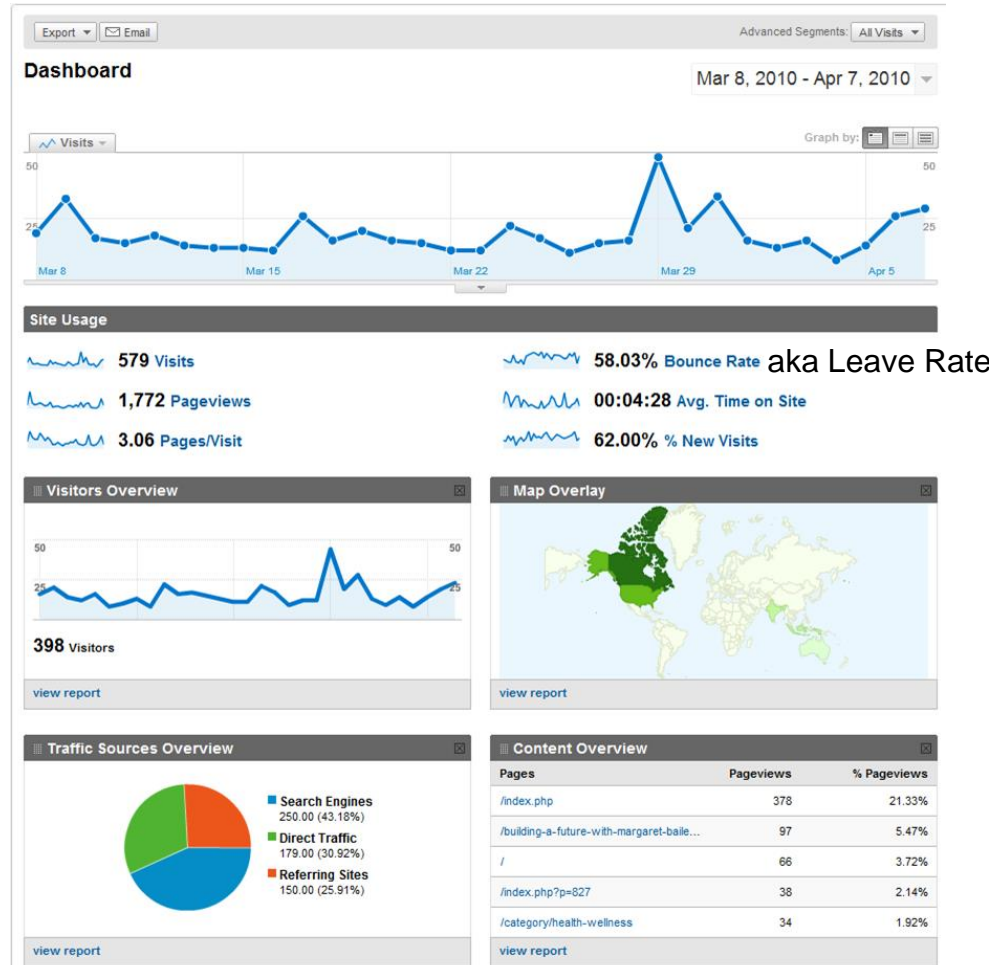 Export Email Advanced Segments: All Visits
Dashboard
Mar 8, 2010 - Apr 7, 2010
Visits Graph by:
50 50
25 25
Mar 8 Mar 15 Mar 22 Mar 29 Apr 5
Site Usage
579 Visits
58.03% Bounce Rate aka Leave Rate
1,772 Pageviews
00:04:28 Avg. Time on Site
3.06 Pages/Visit
62.00% % New Visits
Visitors Overview
50 50
25 25
398 Visitors
view report
Map Overlay
view report
Traffic Sources Overview
Search Engines
250.00 (43.18%)
Direct Traffic
179.00 (30.92%)
Referring Sites
150.00 (25.91%)
view report
Content Overview
Pages Pageviews % Pageviews
/index.php 378 21.33%
/building-a-future-with-margaret-baile... 97 5.47%
/ 66 3.72%
/index.php?p=827 38 2.14%
/category/health-wellness 34 1.92%
view report